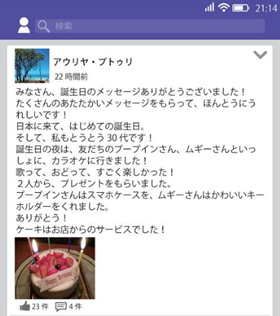 21:14
検索
アウリヤ・プトゥリ
22 時間前
みなさん、誕生日のメッセージありがとうございました！
たくさんのあたたかいメッセージをもらって、ほんとうにう
れしいです！
日本に来て、はじめての誕生日。
そして、私もとうとう 30 代です！
誕生日の夜は、友だちのプープインさん、ムギーさんといっ
しょに、カラオケに行きました！
歌って、おどって、すごく楽しかった！
２人から、プレゼントをもらいました。
プープインさんはスマホケースを、ムギーさんはかわいいキー
ホルダーをくれました。
ありがとう！
ケーキはお店からのサービスでした！
23 件
4 件